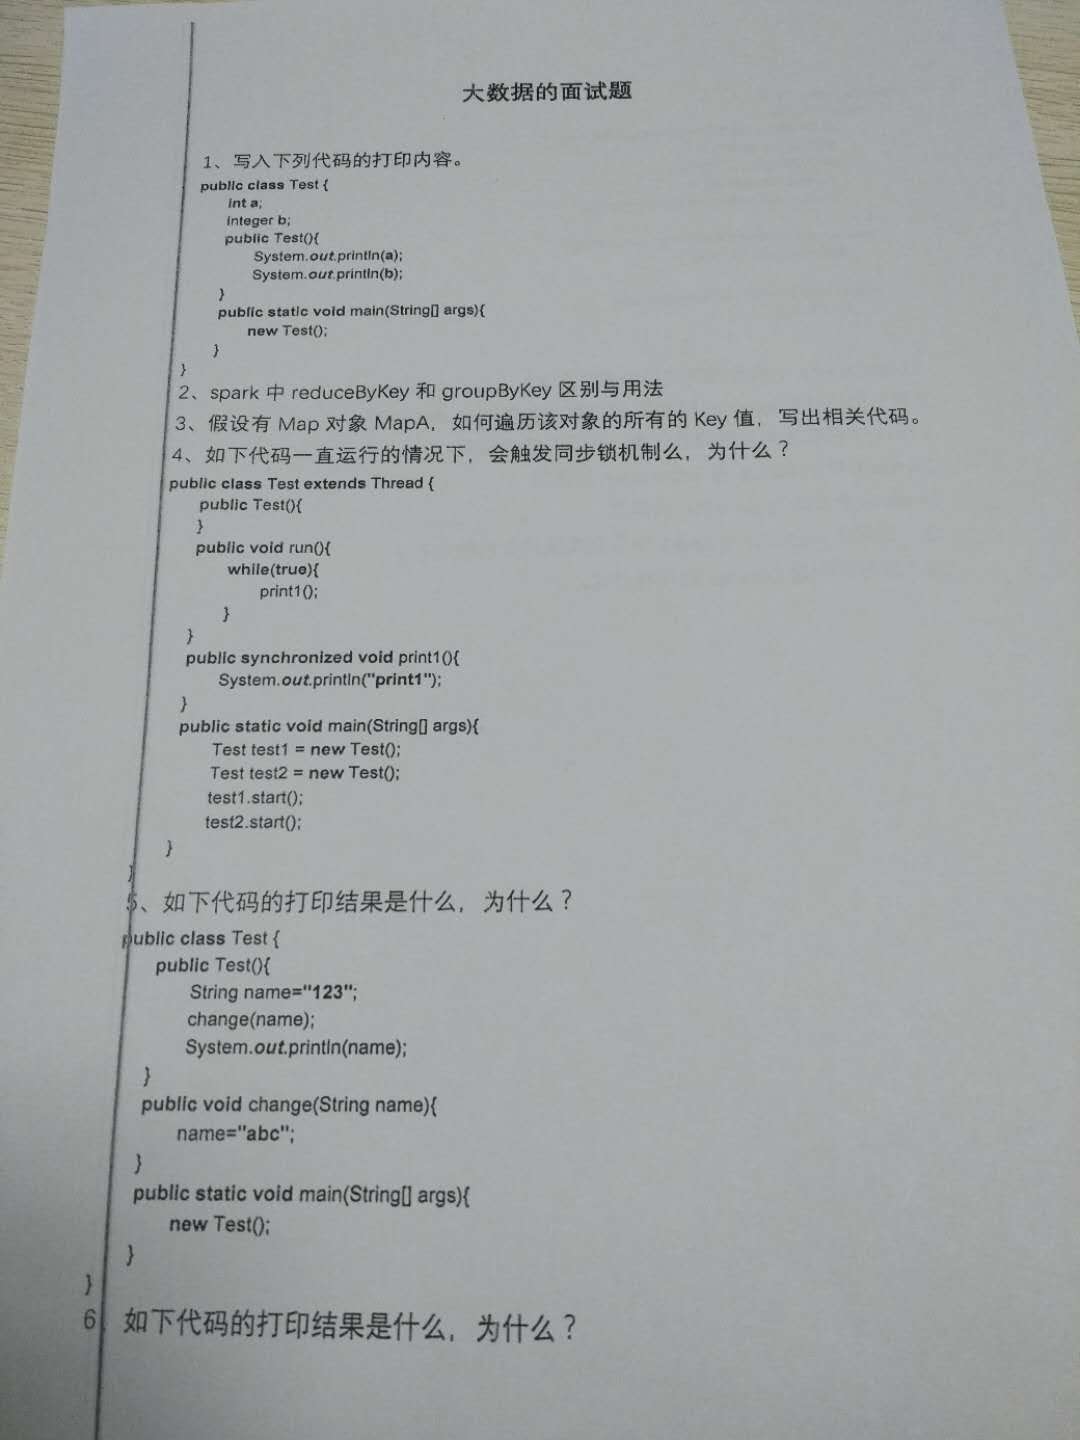 大数据的面试题
1、写入下列代码的打印内容。
public class Test {
int a;
Integer b;
public Test(){
System.out.println(a);
System.out.println(b);
}
public static void main(String[] args){
new Test();
}
}
2、spark 中 reduceByKey 和 groupByKey 区别与用法
3、假设有 Map 对象 MapA，如何遍历该对象的所有的 Key 值，写出相关代码。
4、如下代码一直运行的情况下，会触发同步锁机制么，为什么？
public class Test extends Thread {
public Test(){
}
public void run(){
while(true){
print1();
}
}
public synchronized void print1(){
System.out.println("print1");
}
public static void main(String[] args){
Test test1 = new Test();
Test test2 = new Test();
test1.start();
test2.start();
}
}
5、如下代码的打印结果是什么，为什么？
public class Test {
public Test(){
String name="123";
change(name);
System.out.println(name);
}
public void change(String name){
name="abc";
}
public static void main(String[] args){
new Test();
}
}
6、如下代码的打印结果是什么，为什么？